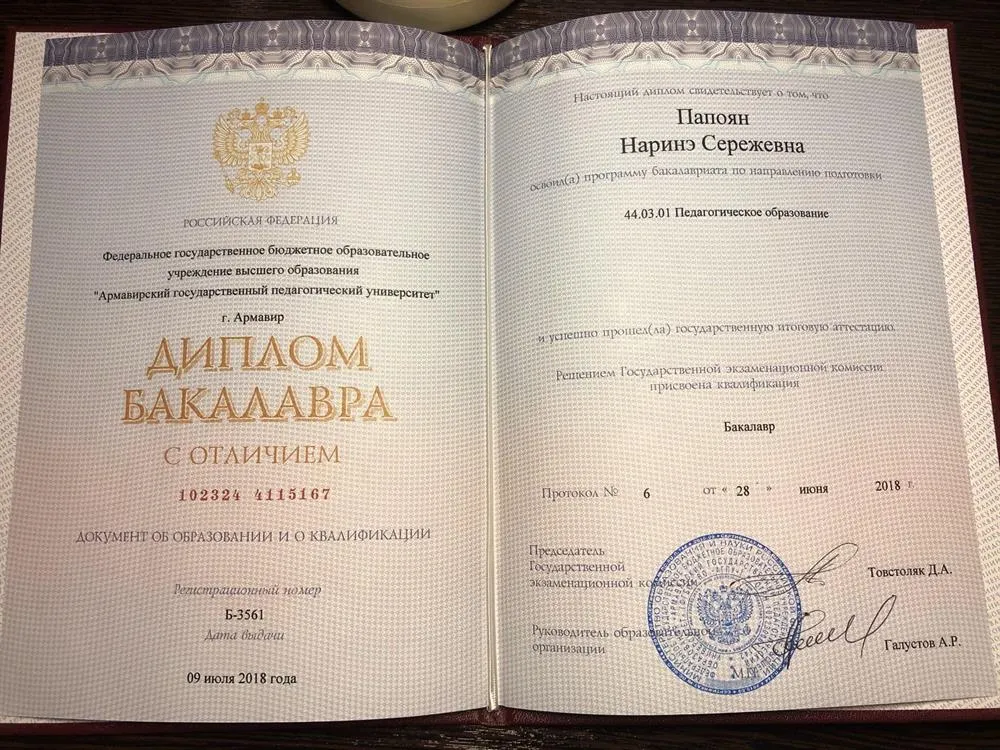 РОССИЙСКАЯ ФЕДЕРАЦИЯ
Федеральное государственное бюджетное образовательное
учреждение высшего образования
"Армавирский государственный педагогический университет"
г. Армавир
ДИПЛОМ
БАКАЛАВРА
С ОТЛИЧИЕМ
102324 4115167
ДОКУМЕНТ ОБ ОБРАЗОВАНИИ И О КВАЛИФИКАЦИИ
Регистрационный номер
Б-3561
Дата выдачи
09 июля 2018 года
Настоящий диплом свидетельствует о том, что
Папоян
Наринэ Сережевна
освоил(а) программу бакалавриата по направлению подготовки
44.03.01 Педагогическое образование
и успешно прошел(ла) государственную итоговую аттестацию
Решением Государственной экзаменационной комиссии
присвоена квалификация
Бакалавр
Протокол № 6 от « 28 » июня 2018 г.
Председатель
Государственной
экзаменационной комиссии
Товстоляк Д.А.
Руководитель образовательной
организации
Галустов А.Р.
М.П.